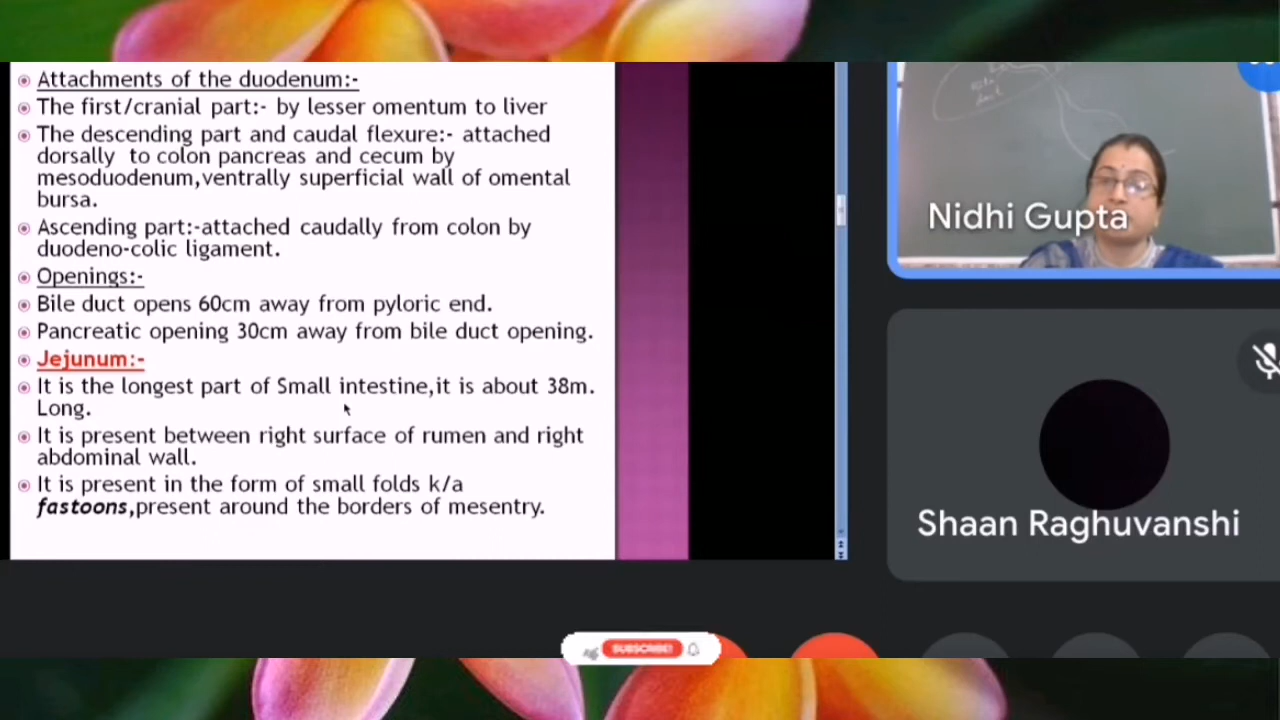 Attachments of the duodenum:-
The first/cranial part:- by lesser omentum to liver
The descending part and caudal flexure:- attached
dorsally to colon pancreas and cecum by
mesoduodenum,ventrally superficial wall of omental
bursa.
Ascending part:-attached caudally from colon by
duodeno-colic ligament.
Openings:-
Bile duct opens 60cm away from pyloric end.
Pancreatic opening 30cm away from bile duct opening.
Jejunum:-
It is the longest part of Small intestine,it is about 38m.
Long.
It is present between right surface of rumen and right
abdominal wall.
It is present in the form of small folds k/a
fastoons,present around the borders of mesentry.
Nidhi Gupta
Shaan Raghuvanshi
SUBSCRIBE!